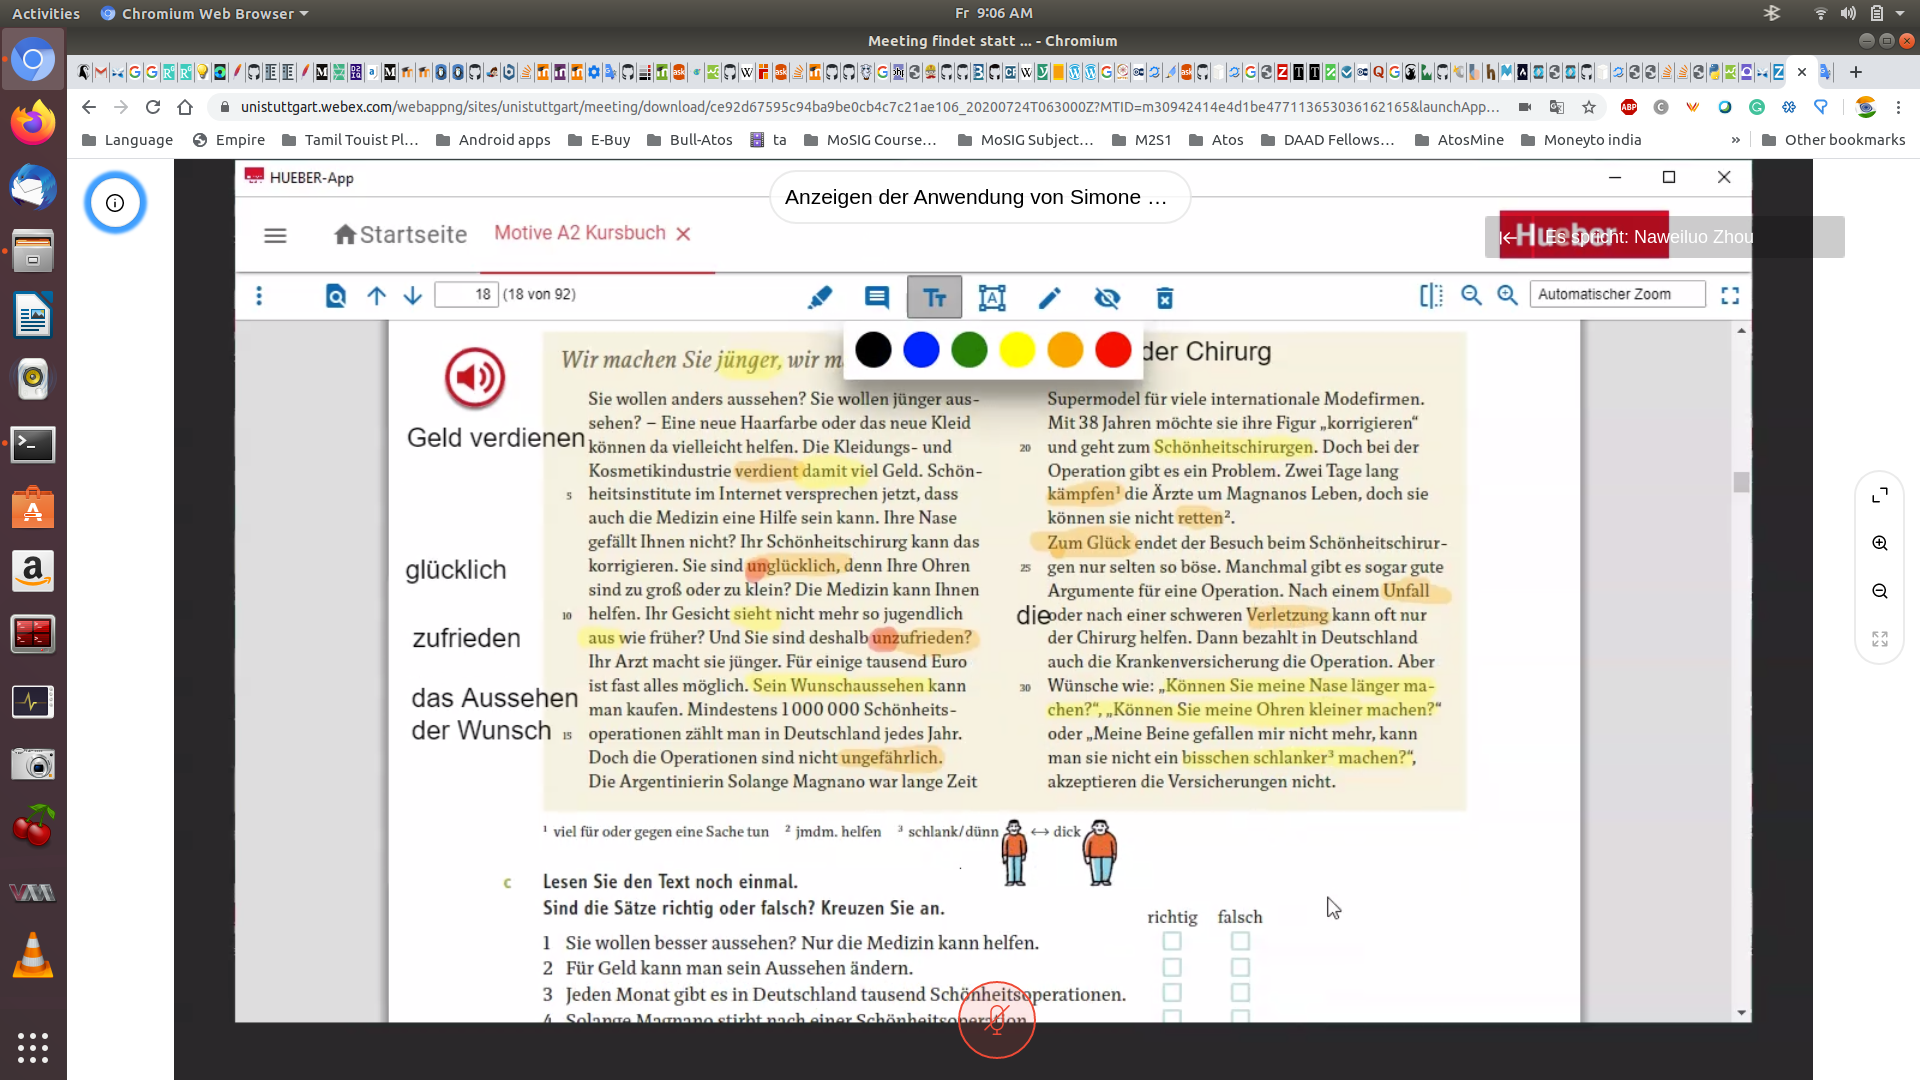 Activities
Chromium Web Browser
Fr 9:06 AM
Meeting findet statt ... - Chromium
unistuttgart.webex.com/webappng/sites/unistuttgart/meeting/download/ce92d67595c94ba9be0cb4c7c21ae106_20200724T063000Z?MTID=m30942414e4d1be477113653036162165&launchApp…
Language
Empire
Tamil Touist Pl…
Android apps
E-Buy
Bull-Atos
ta
MoSIG Course…
MoSIG Subject…
M2S1
Atos
DAAD Fellows…
AtosMine
Moneyto india
»
Other bookmarks
HUEBER-App
Anzeigen der Anwendung von Simone …
Startseite
Motive A2 Kursbuch
Hueber
Es spricht: Naweiluo Zhou
18
(18 von 92)
Automatischer Zoom
Wir machen Sie jünger, wir m
der Chirurg
Geld verdienen
glücklich
zufrieden
das Aussehen
der Wunsch
Sie wollen anders aussehen? Sie wollen jünger aus-
sehen? – Eine neue Haarfarbe oder das neue Kleid
können da vielleicht helfen. Die Kleidungs- und
Kosmetikindustrie verdient damit viel Geld. Schön-
5 heitsinstitute im Internet versprechen jetzt, dass
auch die Medizin eine Hilfe sein kann. Ihre Nase
gefällt Ihnen nicht? Ihr Schönheitschirurg kann das
korrigieren. Sie sind unglücklich, denn Ihre Ohren
sind zu groß oder zu klein? Die Medizin kann Ihnen
10 helfen. Ihr Gesicht sieht nicht mehr so jugendlich
aus wie früher? Und Sie sind deshalb unzufrieden?
Ihr Arzt macht sie jünger. Für einige tausend Euro
ist fast alles möglich. Sein Wunschaussehen kann
man kaufen. Mindestens 1 000 000 Schönheits-
15 operationen zählt man in Deutschland jedes Jahr.
Doch die Operationen sind nicht ungefährlich.
Die Argentinierin Solange Magnano war lange Zeit
Supermodel für viele internationale Modefirmen.
Mit 38 Jahren möchte sie ihre Figur „korrigieren“
20 und geht zum Schönheitschirurgen. Doch bei der
Operation gibt es ein Problem. Zwei Tage lang
kämpfen¹ die Ärzte um Magnanos Leben, doch sie
können sie nicht retten².
Zum Glück endet der Besuch beim Schönheitschirur-
25 gen nur selten so böse. Manchmal gibt es sogar gute
Argumente für eine Operation. Nach einem Unfall
die
oder nach einer schweren Verletzung kann oft nur
der Chirurg helfen. Dann bezahlt in Deutschland
auch die Krankenversicherung die Operation. Aber
30 Wünsche wie: „Können Sie meine Nase länger ma-
chen?“, „Können Sie meine Ohren kleiner machen?“
oder „Meine Beine gefallen mir nicht mehr, kann
man sie nicht ein bisschen schlanker³ machen?“,
akzeptieren die Versicherungen nicht.
¹ viel für oder gegen eine Sache tun ² jmdm. helfen ³ schlank/dünn ↔ dick
c Lesen Sie den Text noch einmal.
Sind die Sätze richtig oder falsch? Kreuzen Sie an.
richtig falsch
1 Sie wollen besser aussehen? Nur die Medizin kann helfen.
2 Für Geld kann man sein Aussehen ändern.
3 Jeden Monat gibt es in Deutschland tausend Schönheitsoperationen.
4 Solange Magnano stirbt nach einer Schönheitsoperation.